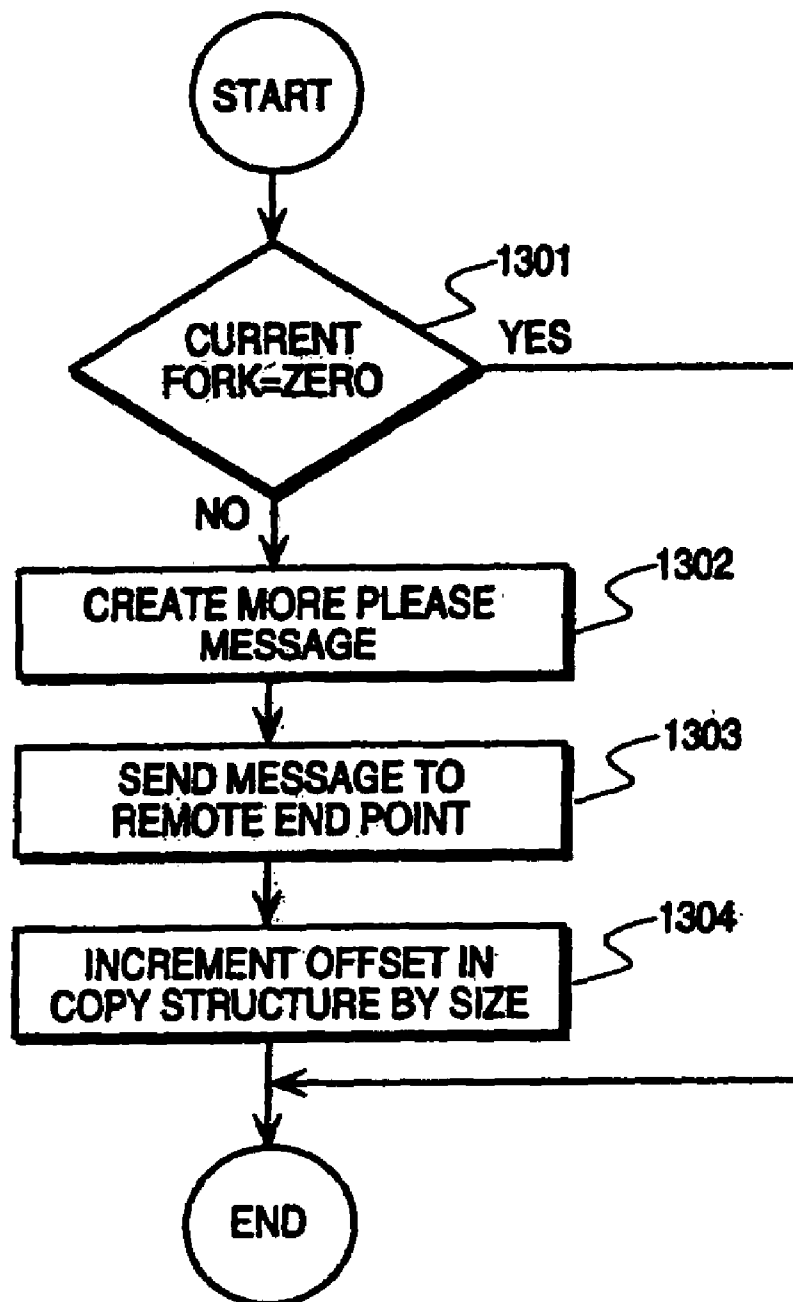 START
1301
CURRENT
FORK=ZERO
YES
NO
1302
CREATE MORE PLEASE
MESSAGE
1303
SEND MESSAGE TO
REMOTE END POINT
1304
INCREMENT OFFSET IN
COPY STRUCTURE BY SIZE
END